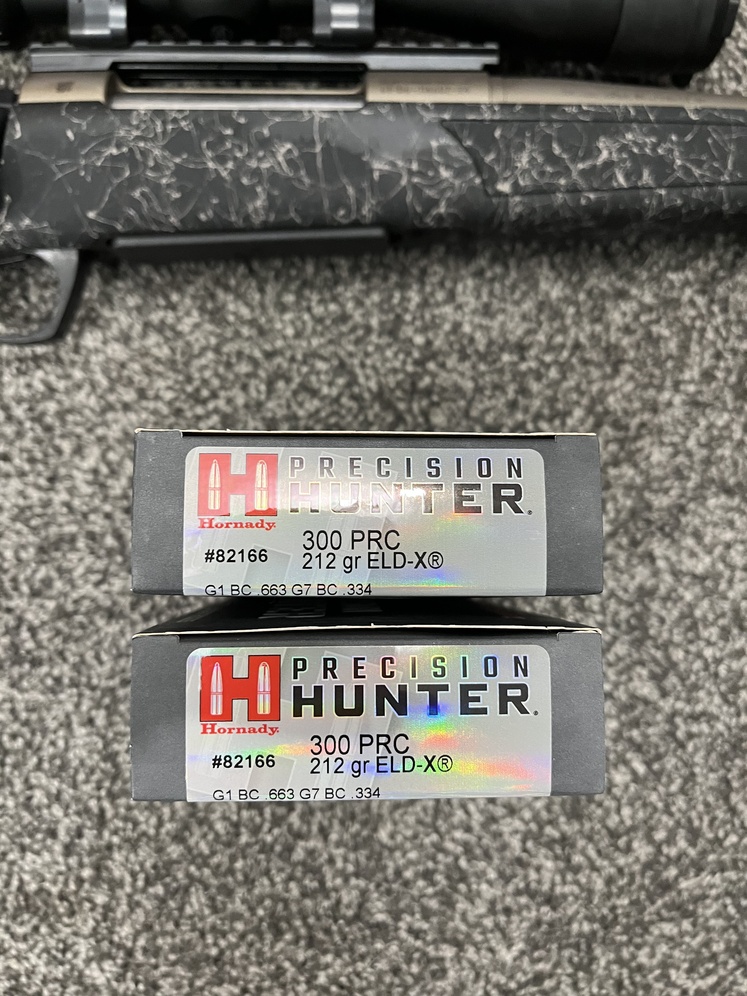 PRECISION
HUNTER®
Hornady®
300 PRC
#82166
212 gr ELD-X®
G1 BC .663 G7 BC .334
PRECISION
HUNTER®
Hornady®
300 PRC
#82166
212 gr ELD-X®
G1 BC .663 G7 BC .334